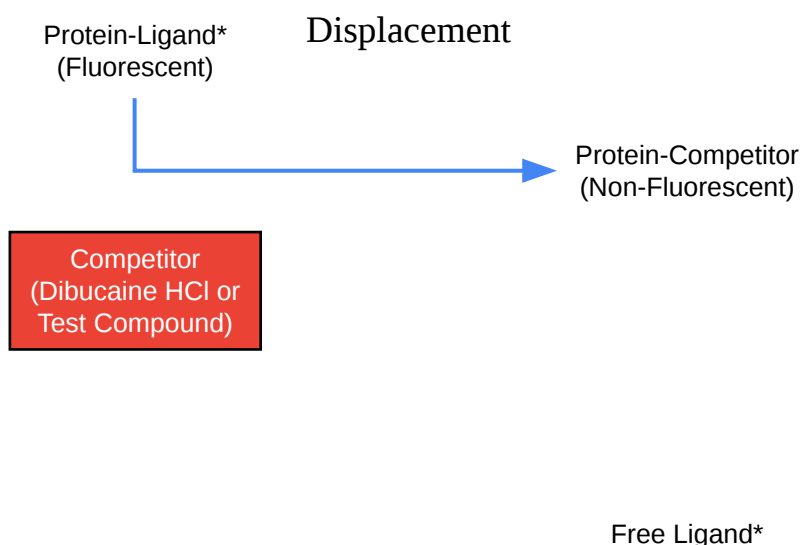 Displacement
Protein-Ligand*
(Fluorescent)
Protein-Competitor
(Non-Fluorescent)
Competitor
(Dibucaine HCl or
Test Compound)
Free Ligand*